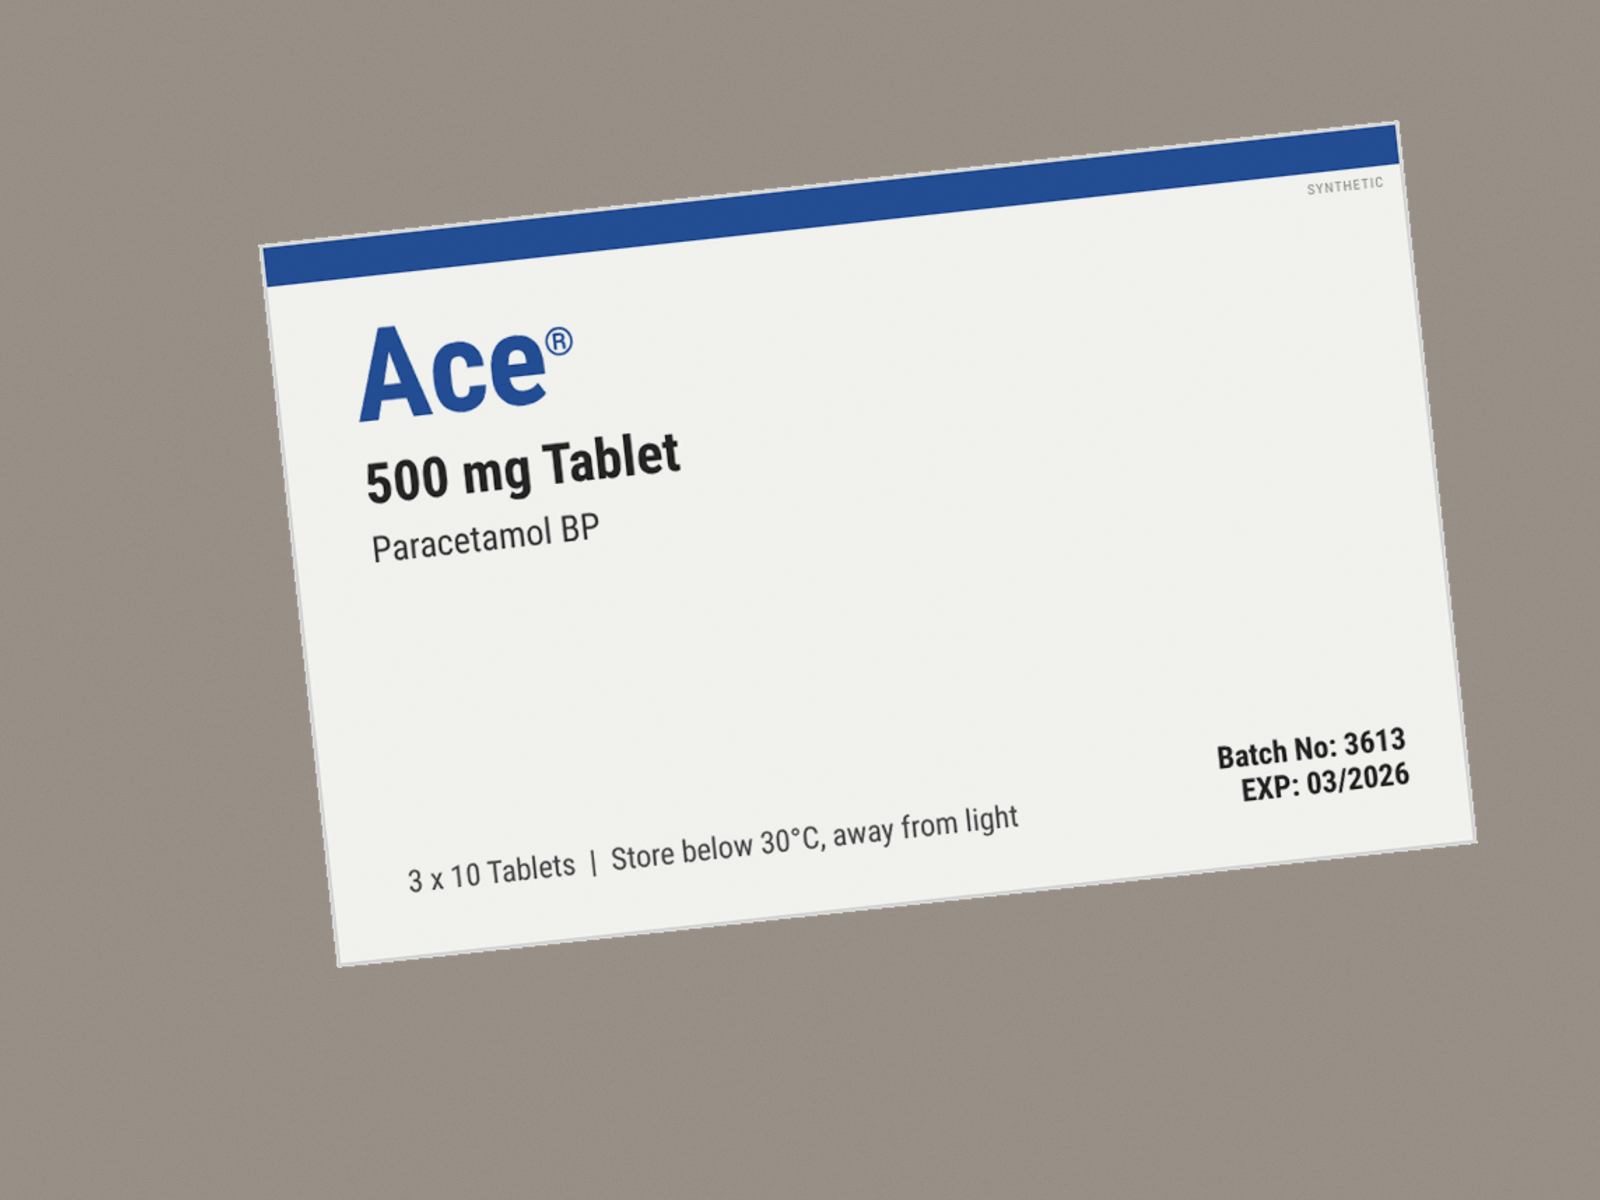 SYNTHETIC
Ace®
500 mg Tablet
Paracetamol BP
Batch No: 3613
EXP: 03/2026
3 x 10 Tablets | Store below 30°C, away from light